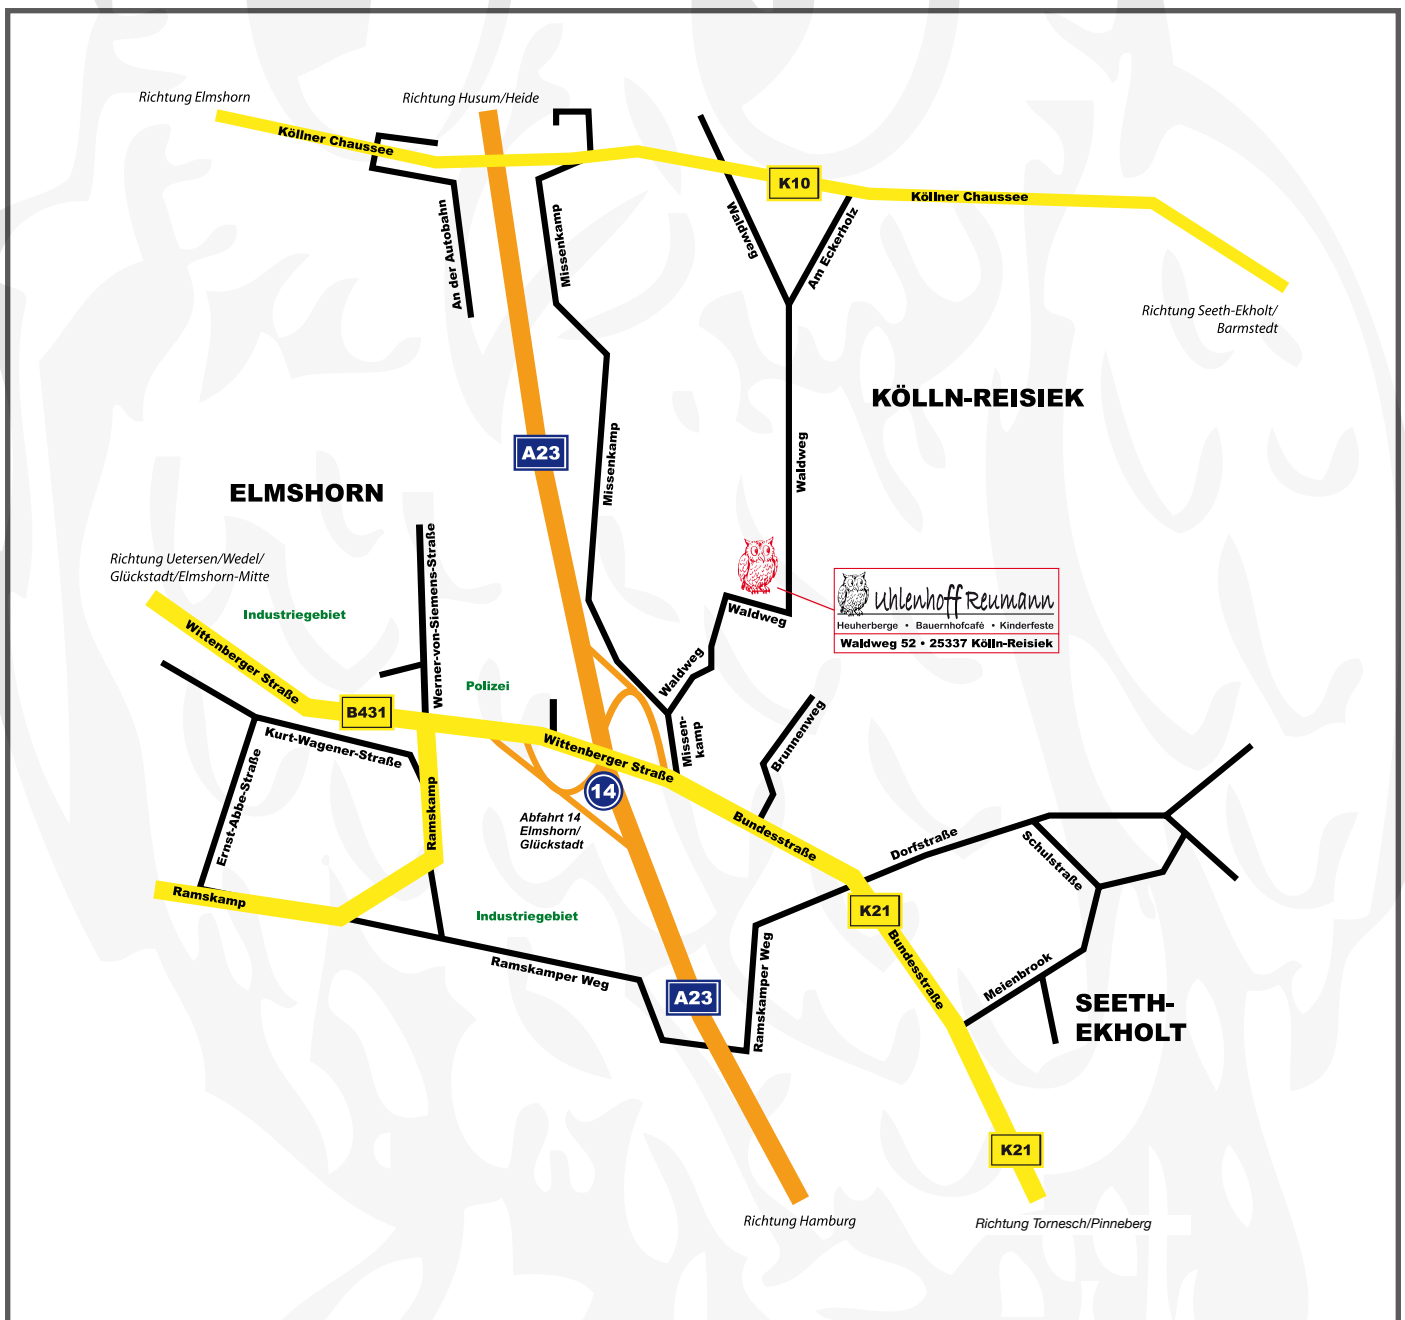 Richtung Elmshorn
Richtung Husum/Heide
Köllner Chaussee
K10
Köllner Chaussee
An der Autobahn
Missenkamp
Waldweg
Am Eckerholz
Richtung Seeth-Ekholt/
Barmstedt
KÖLLN-REISIEK
A23
Missenkamp
Waldweg
ELMSHORN
Richtung Uetersen/Wedel/
Glückstadt/Elmshorn-Mitte
Industriegebiet
Werner-von-Siemens-Straße
Uhlenhoff Reumann
Heuherberge • Bauernhofcafé • Kinderfeste
Waldweg 52 • 25337 Kölln-Reisiek
Waldweg
Waldweg
Wittenberger Straße
Polizei
B431
Kurt-Wagener-Straße
Wittenberger Straße
Missen-
kamp
Brunnenweg
Ernst-Abbe-Straße
Ramskamp
14
Abfahrt 14
Elmshorn/
Glückstadt
Bundesstraße
Dorfstraße
Schulstraße
Ramskamp
Industriegebiet
K21
Ramskamper Weg
Ramskamper Weg
Bundesstraße
Meienbrook
A23
SEETH-
EKHOLT
K21
Richtung Hamburg
Richtung Tornesch/Pinneberg